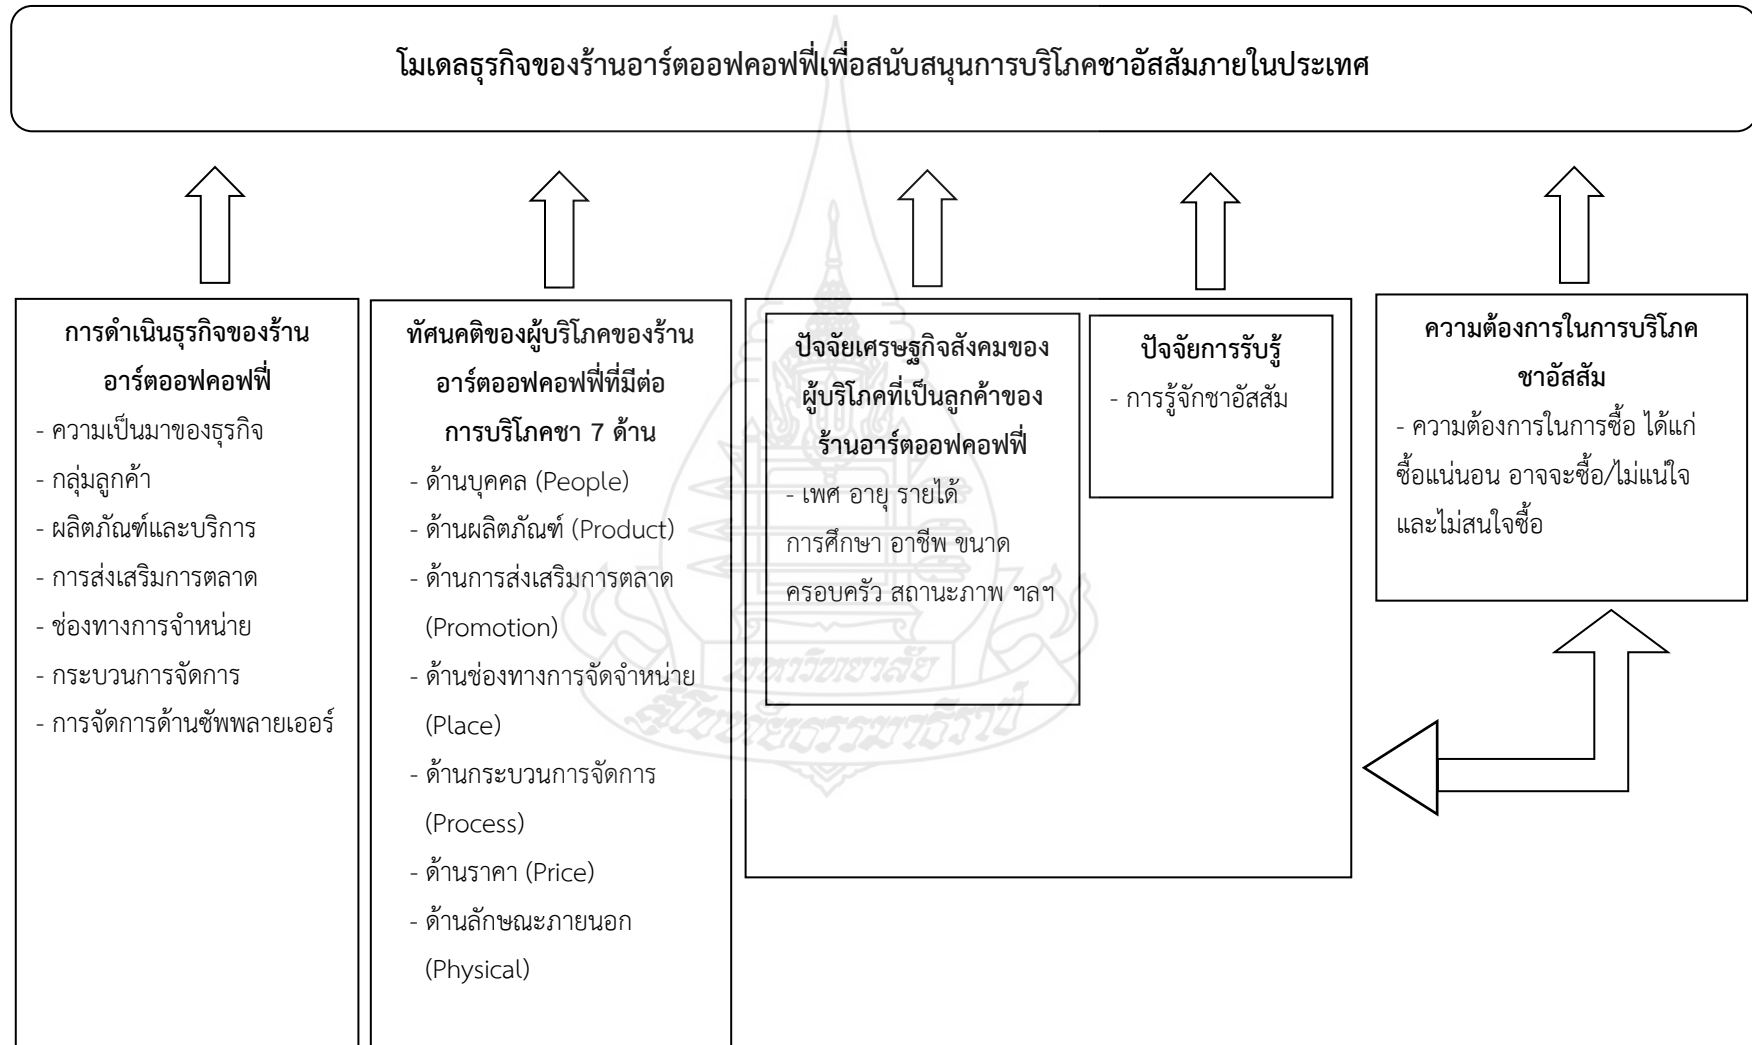 โมเดลธุรกิจของร้านอาร์ตออฟคอฟฟี่เพื่อสนับสนุนการบริโภคชาอัสสัมภายในประเทศ
การดำเนินธุรกิจของร้าน
อาร์ตออฟคอฟฟี่
- ความเป็นมาของธุรกิจ
- กลุ่มลูกค้า
- ผลิตภัณฑ์และบริการ
- การส่งเสริมการตลาด
- ช่องทางการจำหน่าย
- กระบวนการจัดการ
- การจัดการด้านซัพพลายเออร์
ทัศนคติของผู้บริโภคของร้าน
อาร์ตออฟคอฟฟี่ที่มีต่อ
การบริโภคชา 7 ด้าน
- ด้านบุคคล (People)
- ด้านผลิตภัณฑ์ (Product)
- ด้านการส่งเสริมการตลาด
(Promotion)
- ด้านช่องทางการจัดจำหน่าย
(Place)
- ด้านกระบวนการจัดการ
(Process)
- ด้านราคา (Price)
- ด้านลักษณะภายนอก
(Physical)
ปัจจัยเศรษฐกิจสังคมของ
ผู้บริโภคที่เป็นลูกค้าของ
ร้านอาร์ตออฟคอฟฟี่
- เพศ อายุ รายได้
การศึกษา อาชีพ ขนาด
ครอบครัว สถานะภาพ ฯลฯ
ปัจจัยการรับรู้
- การรู้จักชาอัสสัม
ความต้องการในการบริโภค
ชาอัสสัม
- ความต้องการในการซื้อ ได้แก่
ซื้อแน่นอน อาจจะซื้อ/ไม่แน่ใจ
และไม่สนใจซื้อ
มหาวิทยาลัย
สุโขทัยธรรมาธิราช